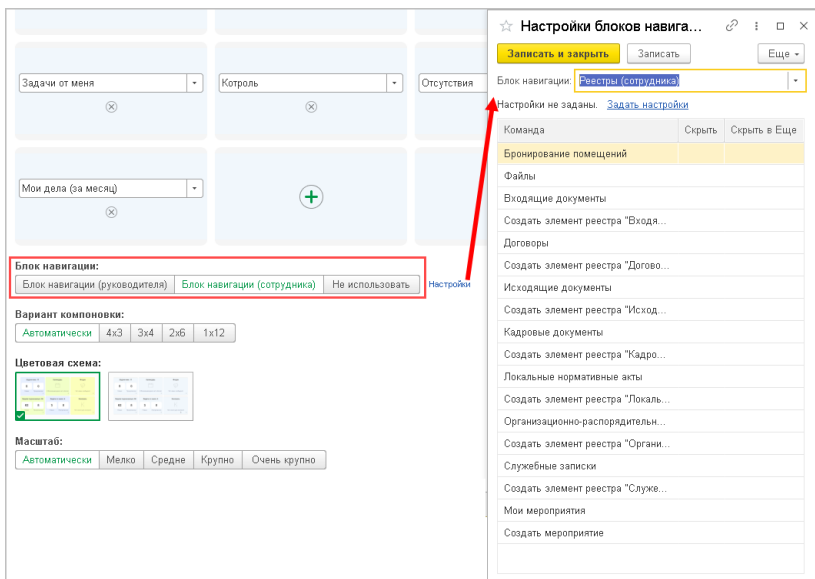 Задачи от меня
Котроль
Отсутствия
Мои дела (за месяц)
Блок навигации:
Блок навигации (руководителя) Блок навигации (сотрудника) Не использовать Настройки
Вариант компоновки:
Автоматически 4x3 3x4 2x6 1x12
Цветовая схема:
Масштаб:
Автоматически Мелко Средне Крупно Очень крупно
Настройки блоков навига...
Записать и закрыть Записать Еще
Блок навигации: Реестры (сотрудника)
Настройки не заданы. Задать настройки
Команда Скрыть Скрыть в Еще
Бронирование помещений
Файлы
Входящие документы
Создать элемент реестра "Входя...
Договоры
Создать элемент реестра "Догово...
Исходящие документы
Создать элемент реестра "Исход...
Кадровые документы
Создать элемент реестра "Кадро...
Локальные нормативные акты
Создать элемент реестра "Локаль...
Организационно-распорядительн...
Создать элемент реестра "Органи...
Служебные записки
Создать элемент реестра "Служе...
Мои мероприятия
Создать мероприятие